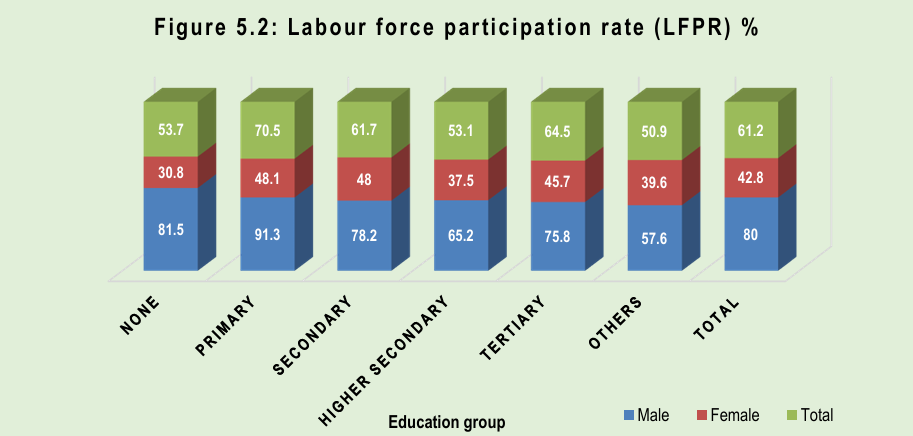 Figure 5.2: Labour force participation rate (LFPR) %
53.7 70.5 61.7 53.1 64.5 50.9 61.2
30.8 48.1 48 37.5 45.7 39.6 42.8
81.5 91.3 78.2 65.2 75.8 57.6 80
NONE PRIMARY SECONDARY HIGHER SECONDARY TERTIARY OTHERS TOTAL
Education group
Male Female Total